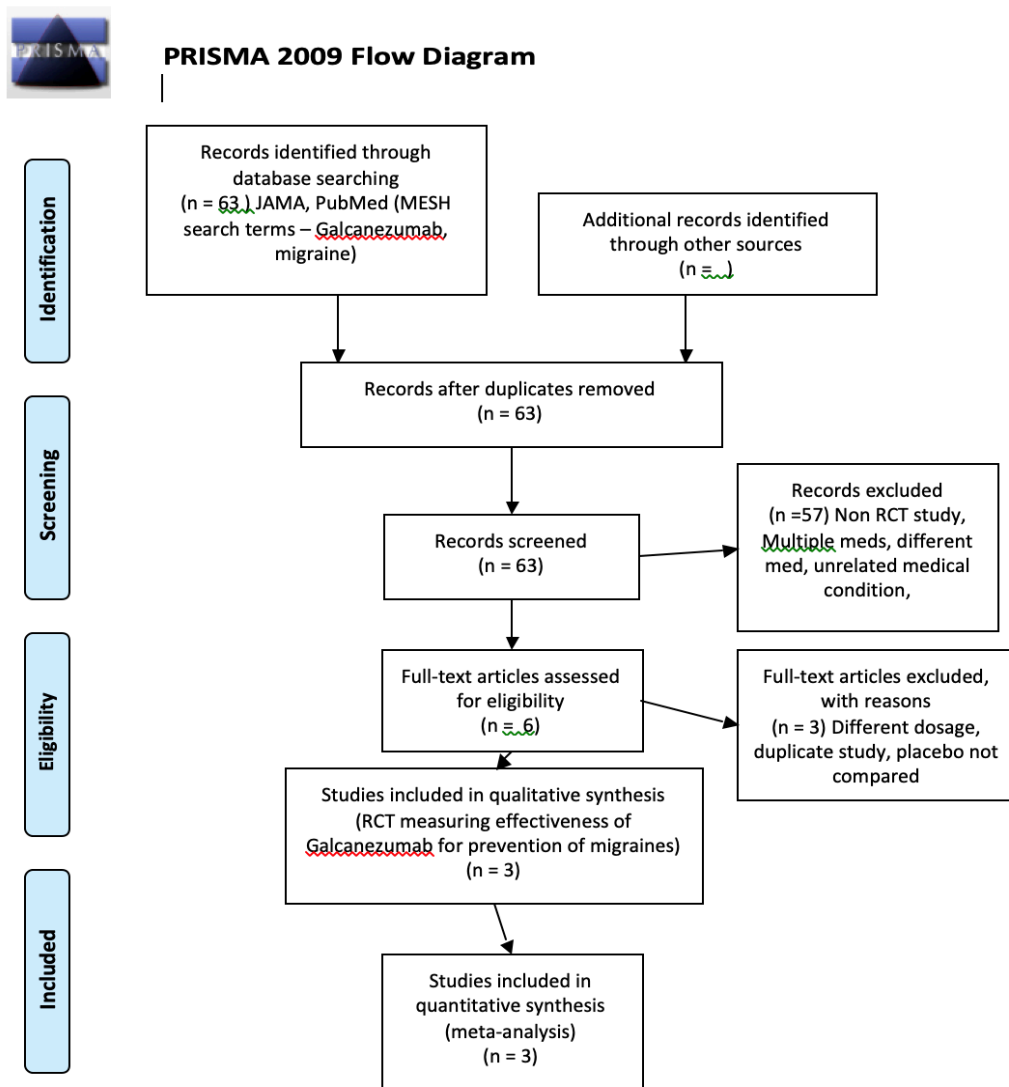 PRISMA
PRISMA 2009 Flow Diagram
Identification
Records identified through
database searching
(n = 63 ) JAMA, PubMed (MESH
search terms – Galcanezumab,
migraine)
Additional records identified
through other sources
(n = )
Records after duplicates removed
(n = 63)
Screening
Records screened
(n = 63)
Records excluded
(n =57) Non RCT study,
Multiple meds, different
med, unrelated medical
condition,
Eligibility
Full-text articles assessed
for eligibility
(n = 6)
Full-text articles excluded,
with reasons
(n = 3) Different dosage,
duplicate study, placebo not
compared
Studies included in qualitative synthesis
(RCT measuring effectiveness of
Galcanezumab for prevention of migraines)
(n = 3)
Included
Studies included in
quantitative synthesis
(meta-analysis)
(n = 3)